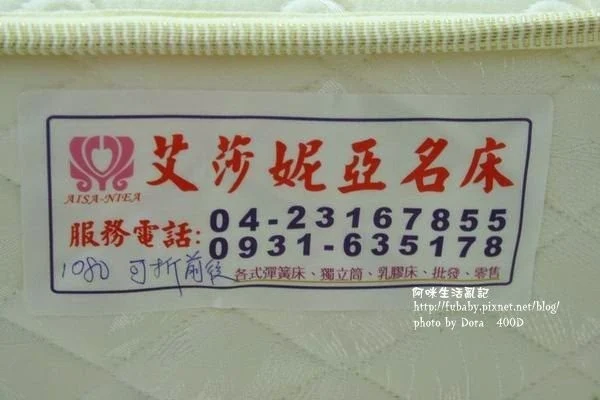 艾莎妮亞名床
AISA-NIEA
服務電話:04-23167855
0931-635178
1080 可折前後
各式彈簧床、獨立筒、乳膠床、批發、零售
阿咪生活亂記
http://fubaby.pixnet.net/blog/
photo by Dora 400D